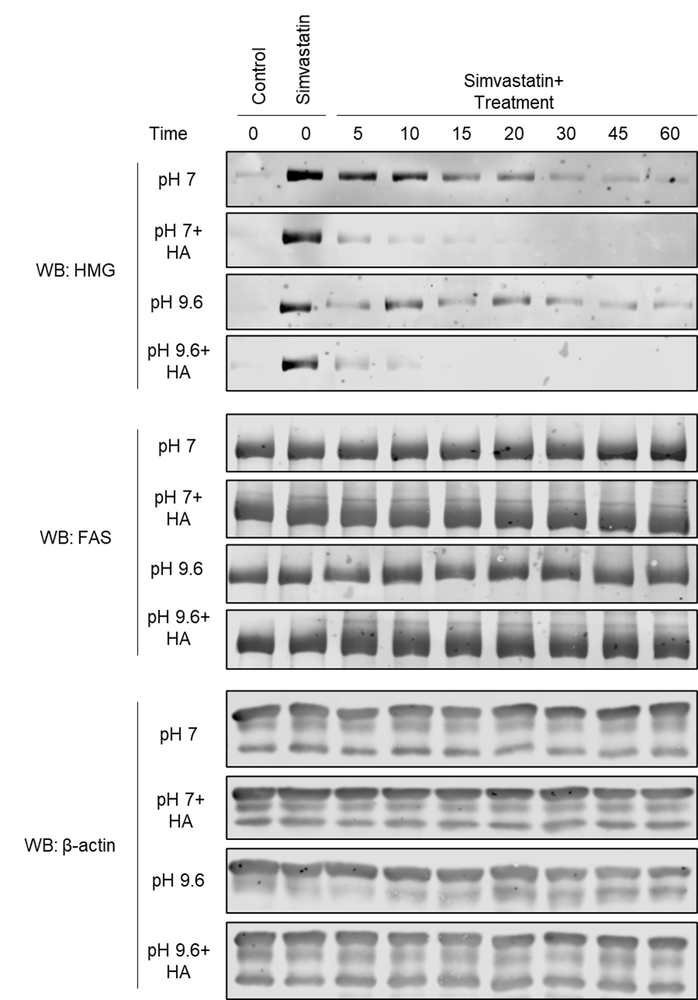 Control
Simvastatin
Simvastatin+
Treatment
Time 0 0 5 10 15 20 30 45 60
WB: HMG
pH 7
pH 7+
HA
pH 9.6
pH 9.6+
HA
WB: FAS
pH 7
pH 7+
HA
pH 9.6
pH 9.6+
HA
WB: β-actin
pH 7
pH 7+
HA
pH 9.6
pH 9.6+
HA